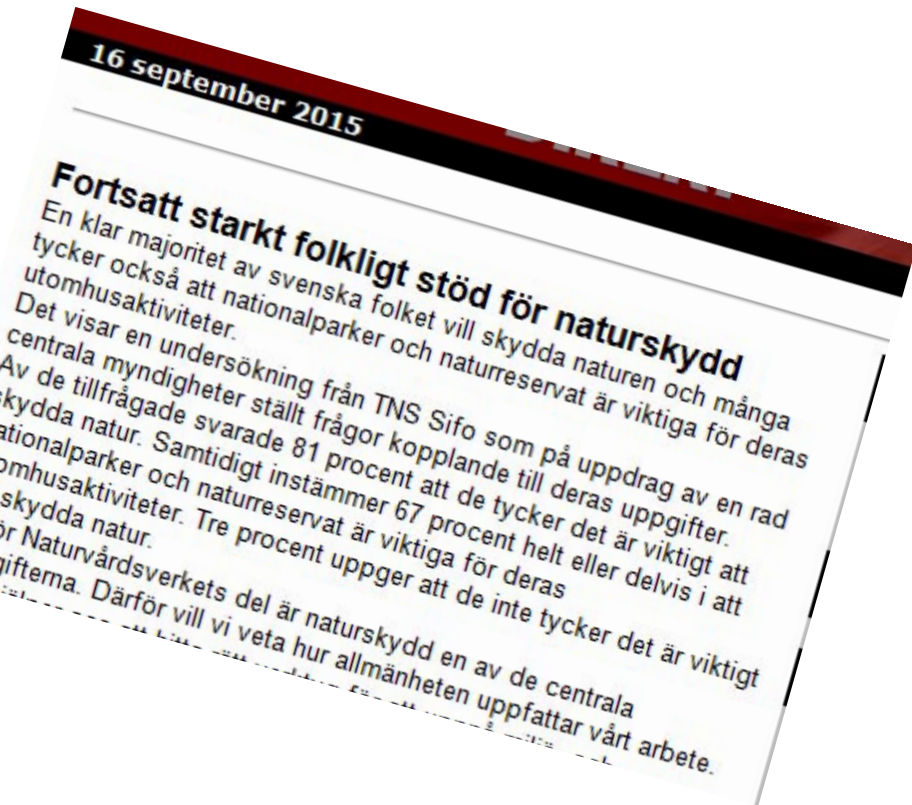 16 september 2015
Fortsatt starkt folkligt stöd för naturskydd
En klar majoritet av svenska folket vill skydda naturen och många
tycker också att nationalparker och naturreservat är viktiga för deras
utomhusaktiviteter.
Det visar en undersökning från TNS Sifo som på uppdrag av en rad
centrala myndigheter ställt frågor kopplande till deras uppgifter.
Av de tillfrågade svarade 81 procent att de tycker det är viktigt att
skydda natur. Samtidigt instämmer 67 procent helt eller delvis i att
ationalparker och naturreservat är viktiga för deras
omhusaktiviteter. Tre procent uppger att de inte tycker det är viktigt
skydda natur.
ör Naturvårdsverkets del är naturskydd en av de centrala
gifterna. Därför vill vi veta hur allmänheten uppfattar vårt arbete.